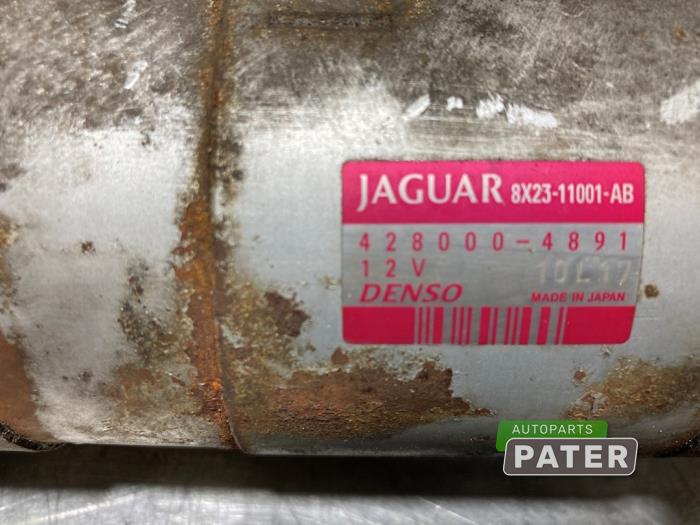 JAGUAR 8X23-11001-AB
428000-4891
12V 10L17
DENSO MADE IN JAPAN
AUTOPARTS
PATER